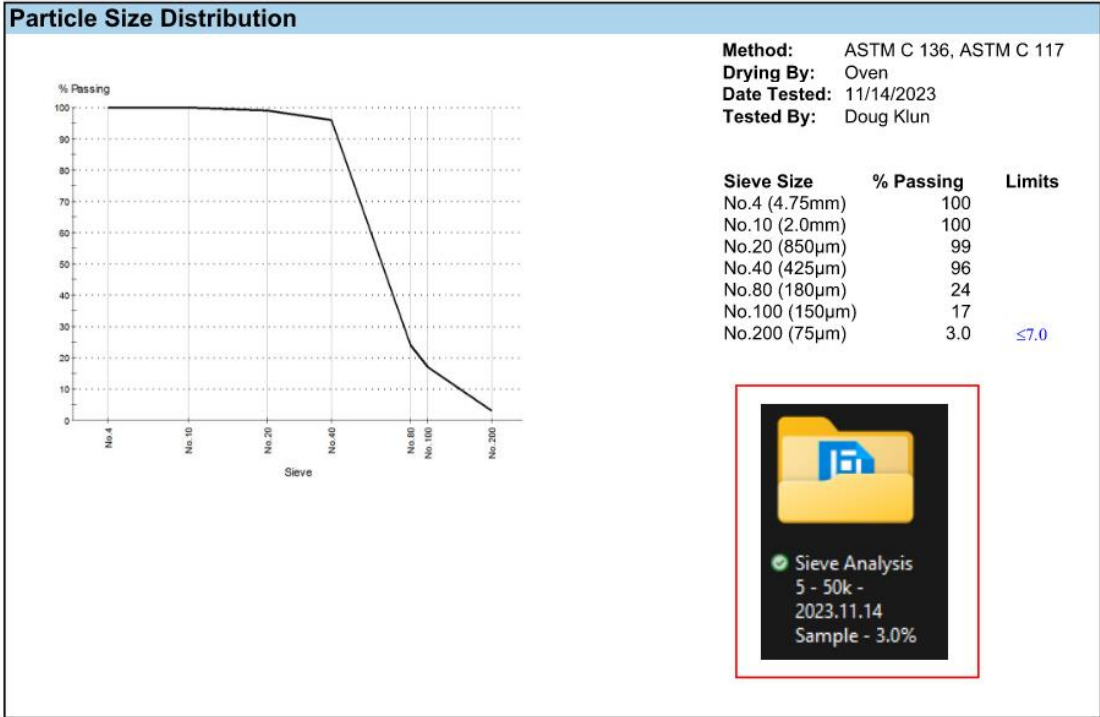 Particle Size Distribution
Method: ASTM C 136, ASTM C 117
Drying By: Oven
Date Tested: 11/14/2023
Tested By: Doug Klun
% Passing
100
90
80
70
60
50
40
30
20
10
0
No.4
No.10
No.20
No.40
No.80
No.100
No.200
Sieve
Sieve Size % Passing Limits
No.4 (4.75mm) 100
No.10 (2.0mm) 100
No.20 (850µm) 99
No.40 (425µm) 96
No.80 (180µm) 24
No.100 (150µm) 17
No.200 (75µm) 3.0 ≤7.0
Sieve Analysis
5 - 50k -
2023.11.14
Sample - 3.0%